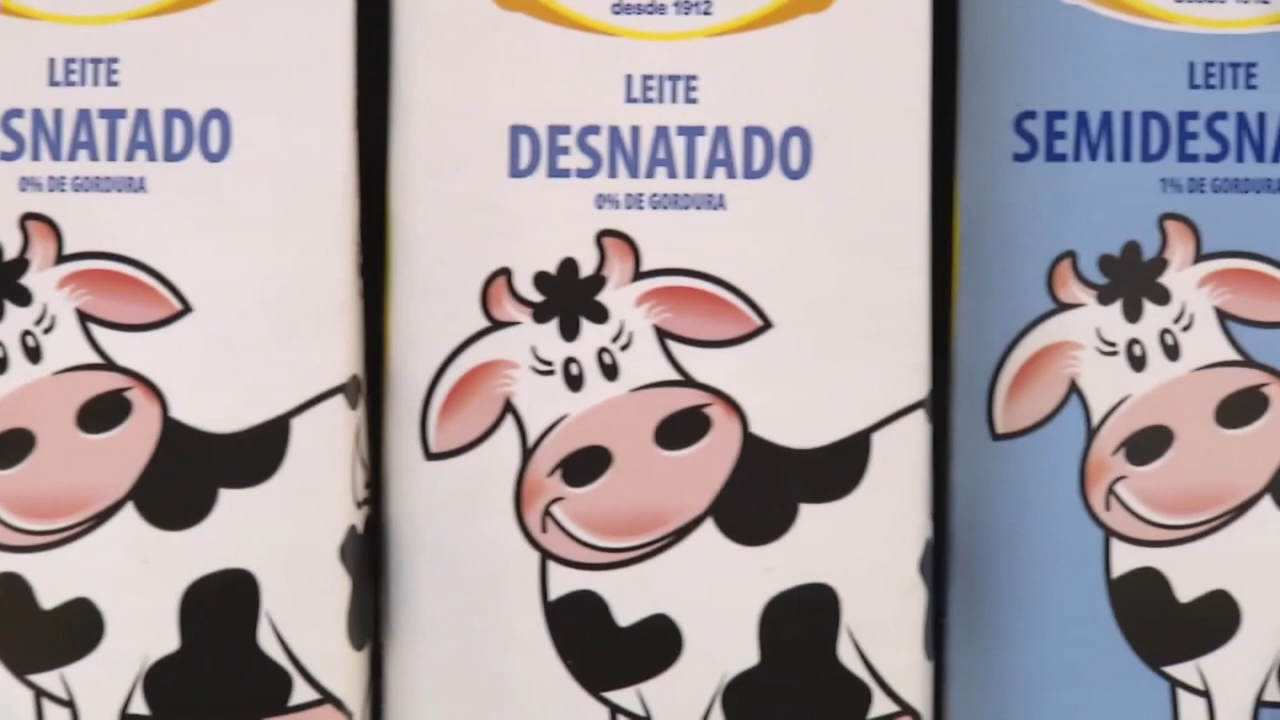 LEITE
SNATADO
0% DE GORDURA
desde 1912
LEITE
DESNATADO
0% DE GORDURA
LEITE
SEMIDESNA
1% DE GORDURA